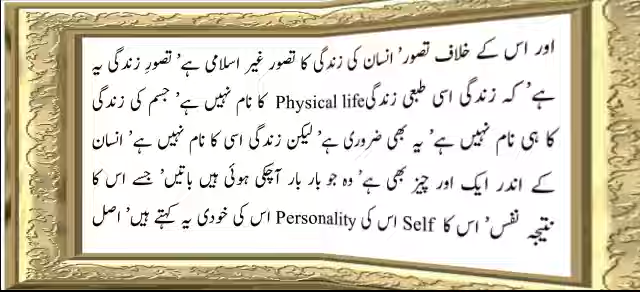 اور اس کے خلاف تصور' انسان کی زندگی کا تصور غیر اسلامی ہے' تصورِ زندگی یہ
ہے' کہ زندگی اسی طبعی زندگی Physical life کا نام نہیں ہے' جسم کی زندگی
کا ہی نام نہیں ہے' یہ بھی ضروری ہے' لیکن زندگی اسی کا نام نہیں ہے' انسان
کے اندر ایک اور چیز بھی ہے' وہ جو بار بار آچکی ہوئی ہیں باتیں' جسے اس کا
نتیجہ نفس' اس کا Self اس کی Personality اس کی خودی یہ کہتے ہیں' اصل